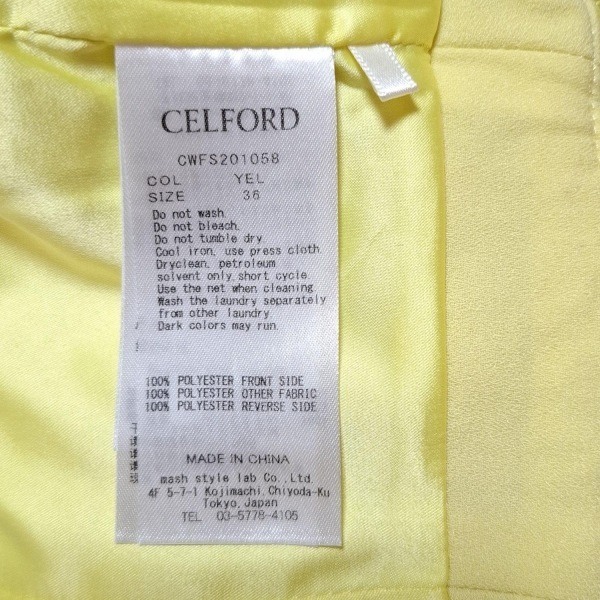 CELFORD
CWFS201058
COL YEL
SIZE 36
Do not wash.
Do not bleach.
Do not tumble dry.
Cool iron, use press cloth.
Dryclean, petroleum
solvent only, short cycle.
Use the net when cleaning.
Wash the laundry separately
from other laundry.
Dark colors may run.
100% POLYESTER FRONT SIDE
100% POLYESTER OTHER FABRIC
100% POLYESTER REVERSE SIDE
MADE IN CHINA
mash style lab Co.,Ltd.
4F 5-7-1 Kojimachi,Chiyoda-Ku
Tokyo,Japan
TEL 03-5778-4105